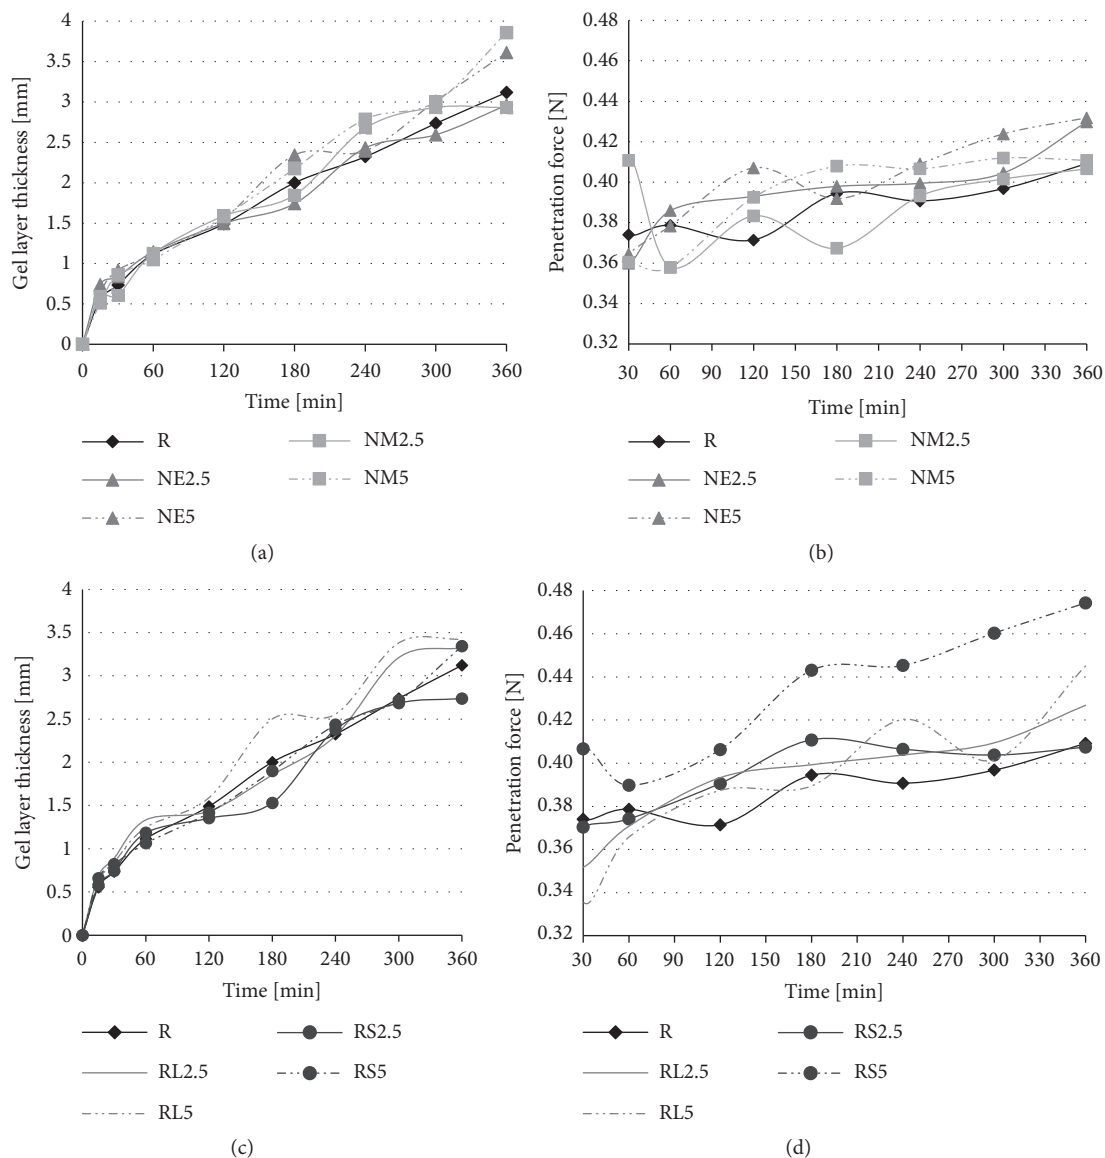 4
3.5
3
2.5
2
1.5
1
0.5
0
Gel layer thickness [mm]
0 60 120 180 240 300 360
Time [min]
R NM2.5
NE2.5 NM5
NE5
(a)
0.48
0.46
0.44
0.42
0.40
0.38
0.36
0.34
0.32
Penetration force [N]
30 60 90 120 150 180 210 240 270 300 330 360
Time [min]
R NM2.5
NE2.5 NM5
NE5
(b)
4
3.5
3
2.5
2
1.5
1
0.5
0
Gel layer thickness [mm]
0 60 120 180 240 300 360
Time [min]
R RS2.5
RL2.5 RS5
RL5
(c)
0.48
0.46
0.44
0.42
0.40
0.38
0.36
0.34
0.32
Penetration force [N]
30 60 90 120 150 180 210 240 270 300 330 360
Time [min]
R RS2.5
RL2.5 RS5
RL5
(d)